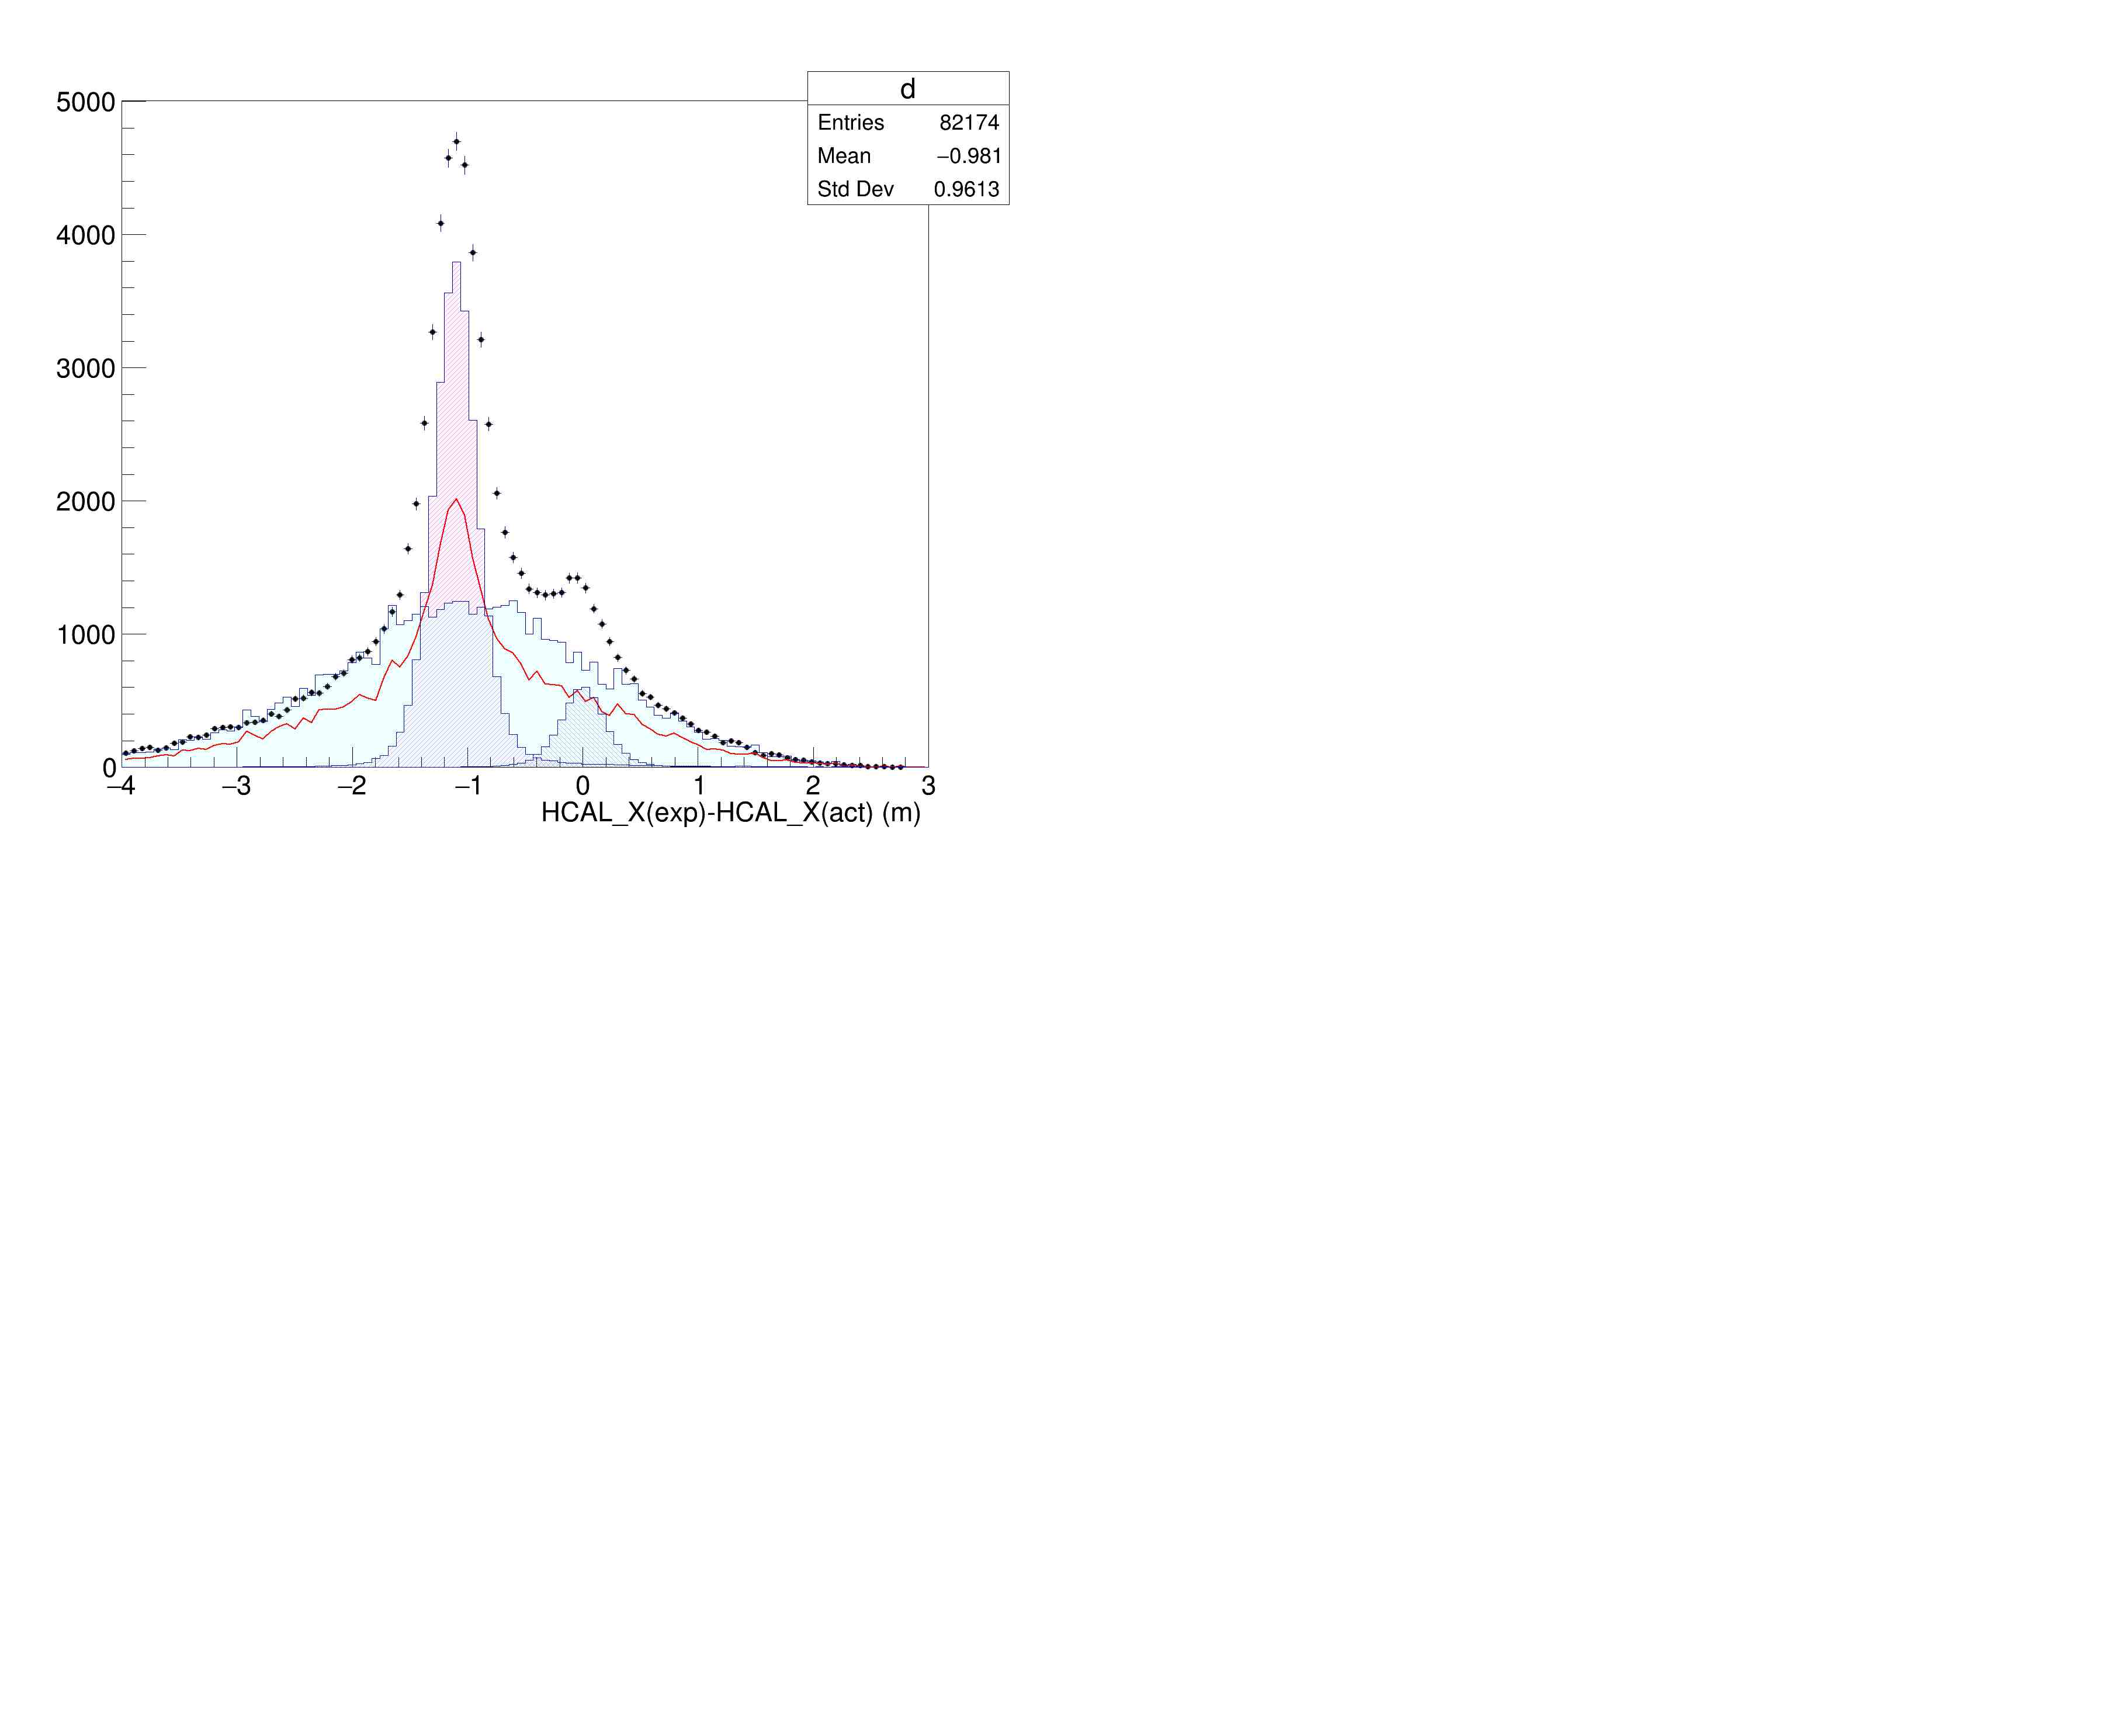 d
Entries 82174
Mean −0.981
Std Dev 0.9613
5000
4000
3000
2000
1000
0
−4 −3 −2 −1 0 1 2 3
HCAL_X(exp)-HCAL_X(act) (m)